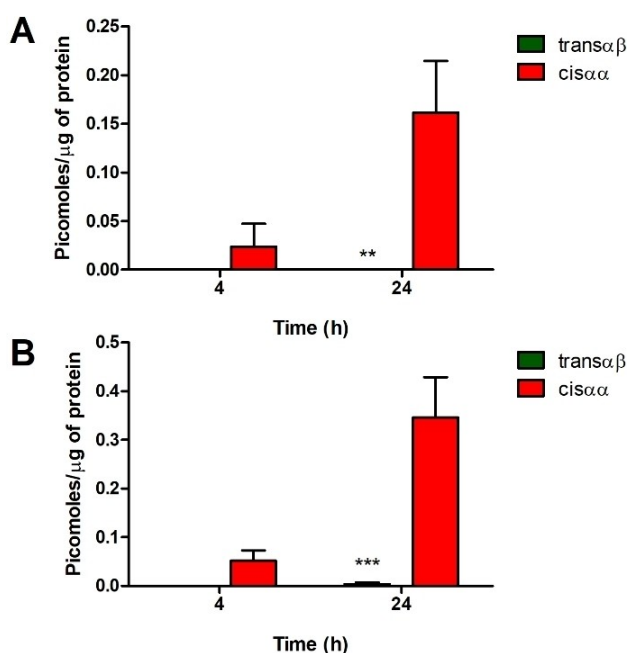 A
Picomoles/μg of protein
0.25
0.20
0.15
0.10
0.05
0.00
**
4
24
Time (h)
transαβ
cisαα
B
Picomoles/μg of protein
0.5
0.4
0.3
0.2
0.1
0.0
***
4
24
Time (h)
transαβ
cisαα